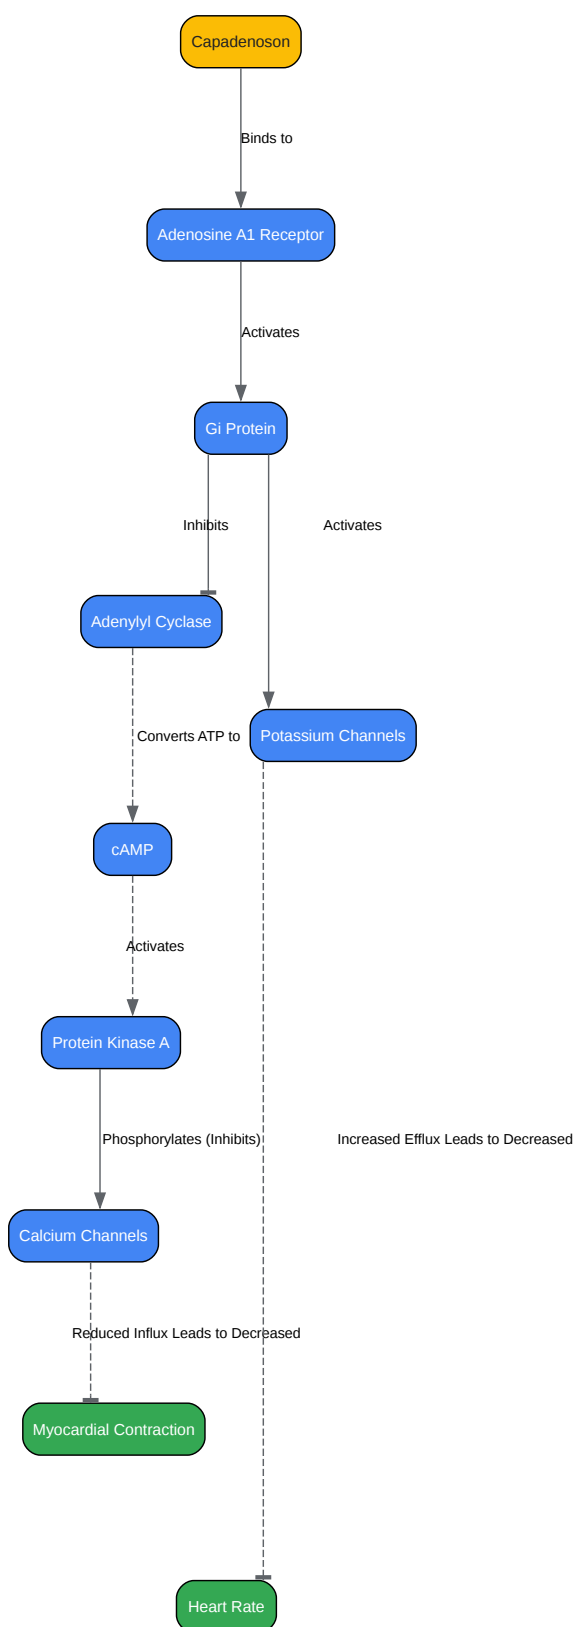 Capadenoson
Binds to
Adenosine A1 Receptor
Activates
Gi Protein
Inhibits
Activates
Adenylyl Cyclase
Converts ATP to
Potassium Channels
cAMP
Activates
Protein Kinase A
Phosphorylates (Inhibits)
Increased Efflux Leads to Decreased
Calcium Channels
Reduced Influx Leads to Decreased
Myocardial Contraction
Heart Rate